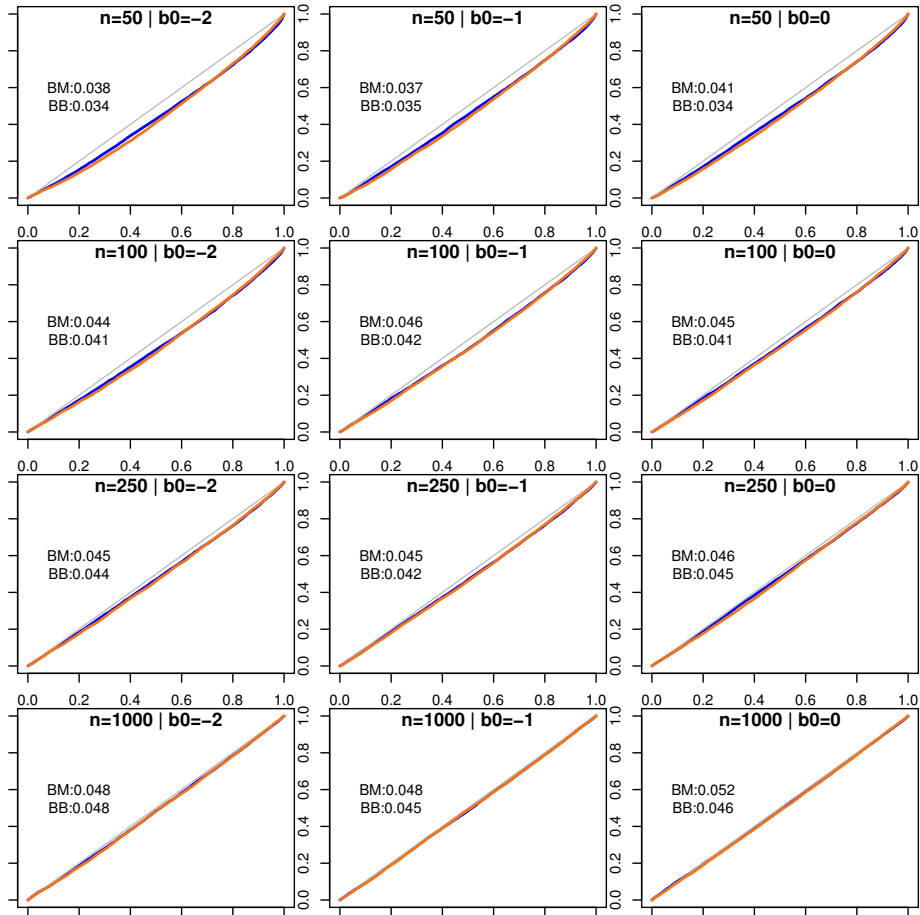 n=50 | b0=−2
BM:0.038
BB:0.034
0.0 0.2 0.4 0.6 0.8 1.0
n=50 | b0=−1
BM:0.037
BB:0.035
0.0 0.2 0.4 0.6 0.8 1.0
n=50 | b0=0
BM:0.041
BB:0.034
0.0 0.2 0.4 0.6 0.8 1.0
0.0 0.2 0.4 0.6 0.8 1.0
0.0 0.2 0.4 0.6 0.8 1.0
n=100 | b0=−2
BM:0.044
BB:0.041
0.0 0.2 0.4 0.6 0.8 1.0
n=100 | b0=−1
BM:0.046
BB:0.042
0.0 0.2 0.4 0.6 0.8 1.0
n=100 | b0=0
BM:0.045
BB:0.041
0.0 0.2 0.4 0.6 0.8 1.0
0.0 0.2 0.4 0.6 0.8 1.0
0.0 0.2 0.4 0.6 0.8 1.0
n=250 | b0=−2
BM:0.045
BB:0.044
0.0 0.2 0.4 0.6 0.8 1.0
n=250 | b0=−1
BM:0.045
BB:0.042
0.0 0.2 0.4 0.6 0.8 1.0
n=250 | b0=0
BM:0.046
BB:0.045
0.0 0.2 0.4 0.6 0.8 1.0
0.0 0.2 0.4 0.6 0.8 1.0
0.0 0.2 0.4 0.6 0.8 1.0
n=1000 | b0=−2
BM:0.048
BB:0.048
0.0 0.2 0.4 0.6 0.8 1.0
n=1000 | b0=−1
BM:0.048
BB:0.045
0.0 0.2 0.4 0.6 0.8 1.0
n=1000 | b0=0
BM:0.052
BB:0.046